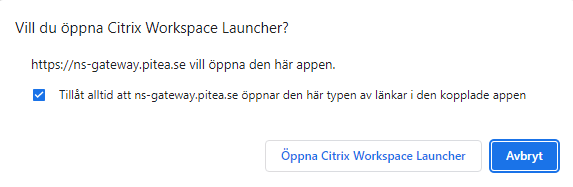 Vill du öppna Citrix Workspace Launcher?
https://ns-gateway.pitea.se vill öppna den här appen.
Tillåt alltid att ns-gateway.pitea.se öppnar den här typen av länkar i den kopplade appen
Öppna Citrix Workspace Launcher
Avbryt